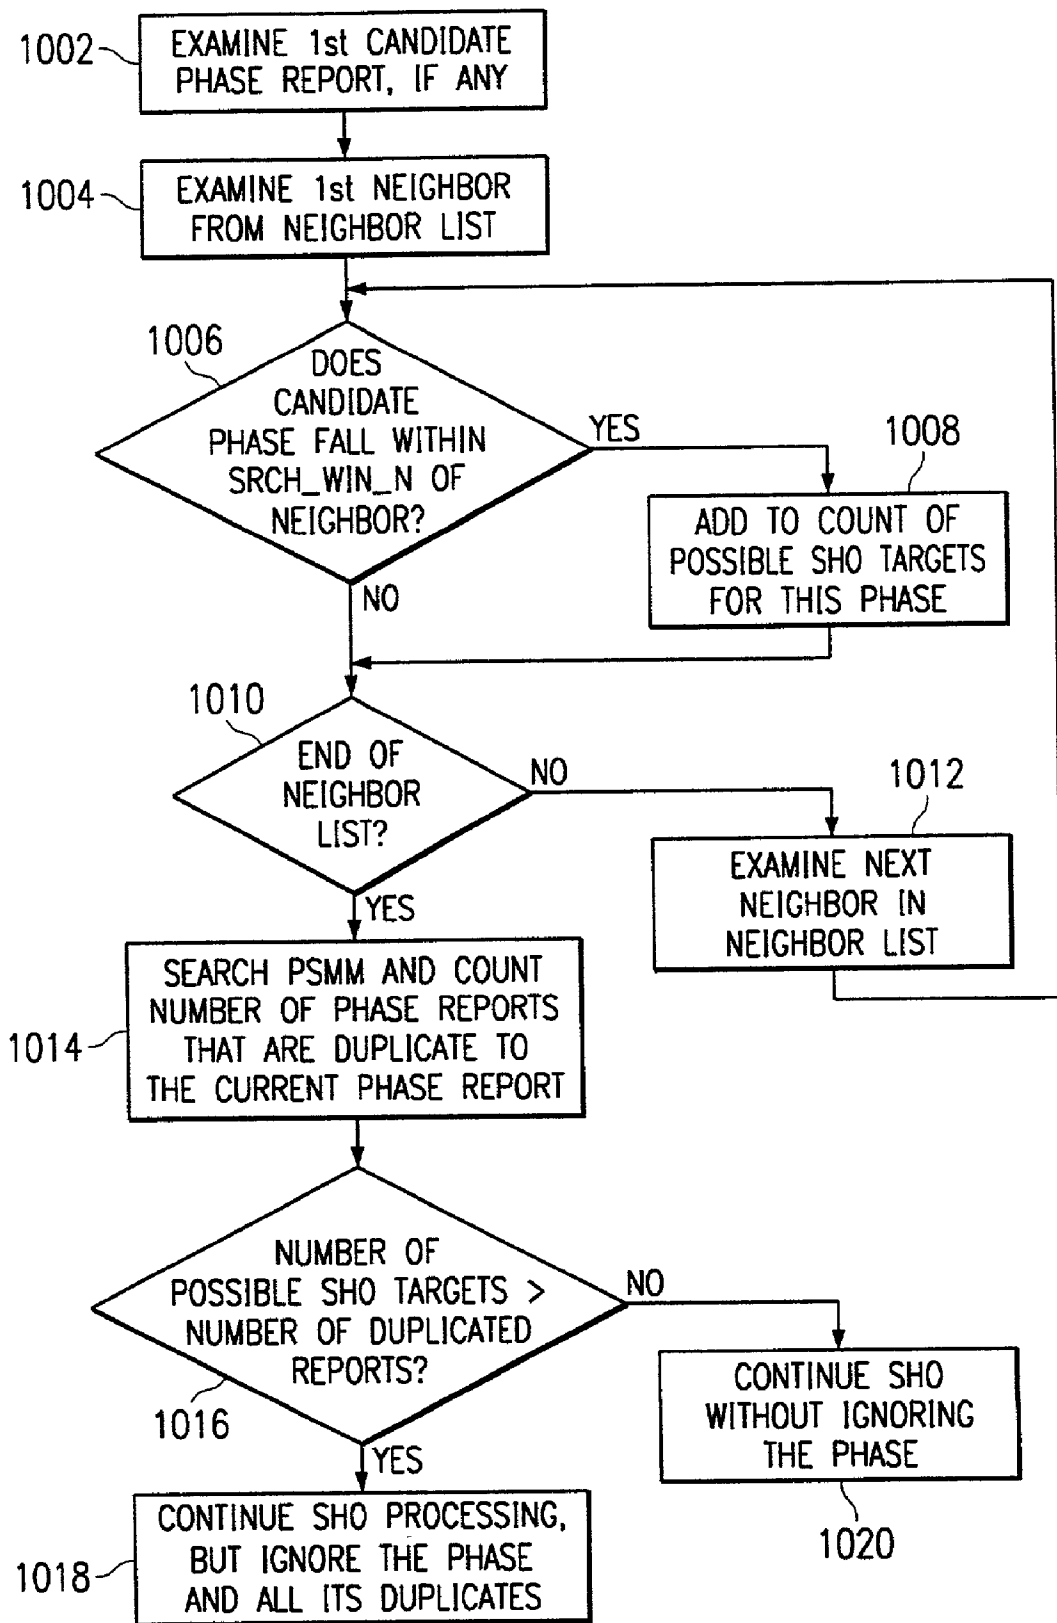 1002
EXAMINE 1st CANDIDATE
PHASE REPORT, IF ANY
1004
EXAMINE 1st NEIGHBOR
FROM NEIGHBOR LIST
1006
DOES
CANDIDATE
PHASE FALL WITHIN
SRCH_WIN_N OF
NEIGHBOR?
YES
NO
1008
ADD TO COUNT OF
POSSIBLE SHO TARGETS
FOR THIS PHASE
1010
END OF
NEIGHBOR
LIST?
NO
YES
1012
EXAMINE NEXT
NEIGHBOR IN
NEIGHBOR LIST
1014
SEARCH PSMM AND COUNT
NUMBER OF PHASE REPORTS
THAT ARE DUPLICATE TO
THE CURRENT PHASE REPORT
NUMBER OF
POSSIBLE SHO TARGETS >
NUMBER OF DUPLICATED
REPORTS?
1016
NO
YES
CONTINUE SHO
WITHOUT IGNORING
THE PHASE
1020
1018
CONTINUE SHO PROCESSING,
BUT IGNORE THE PHASE
AND ALL ITS DUPLICATES